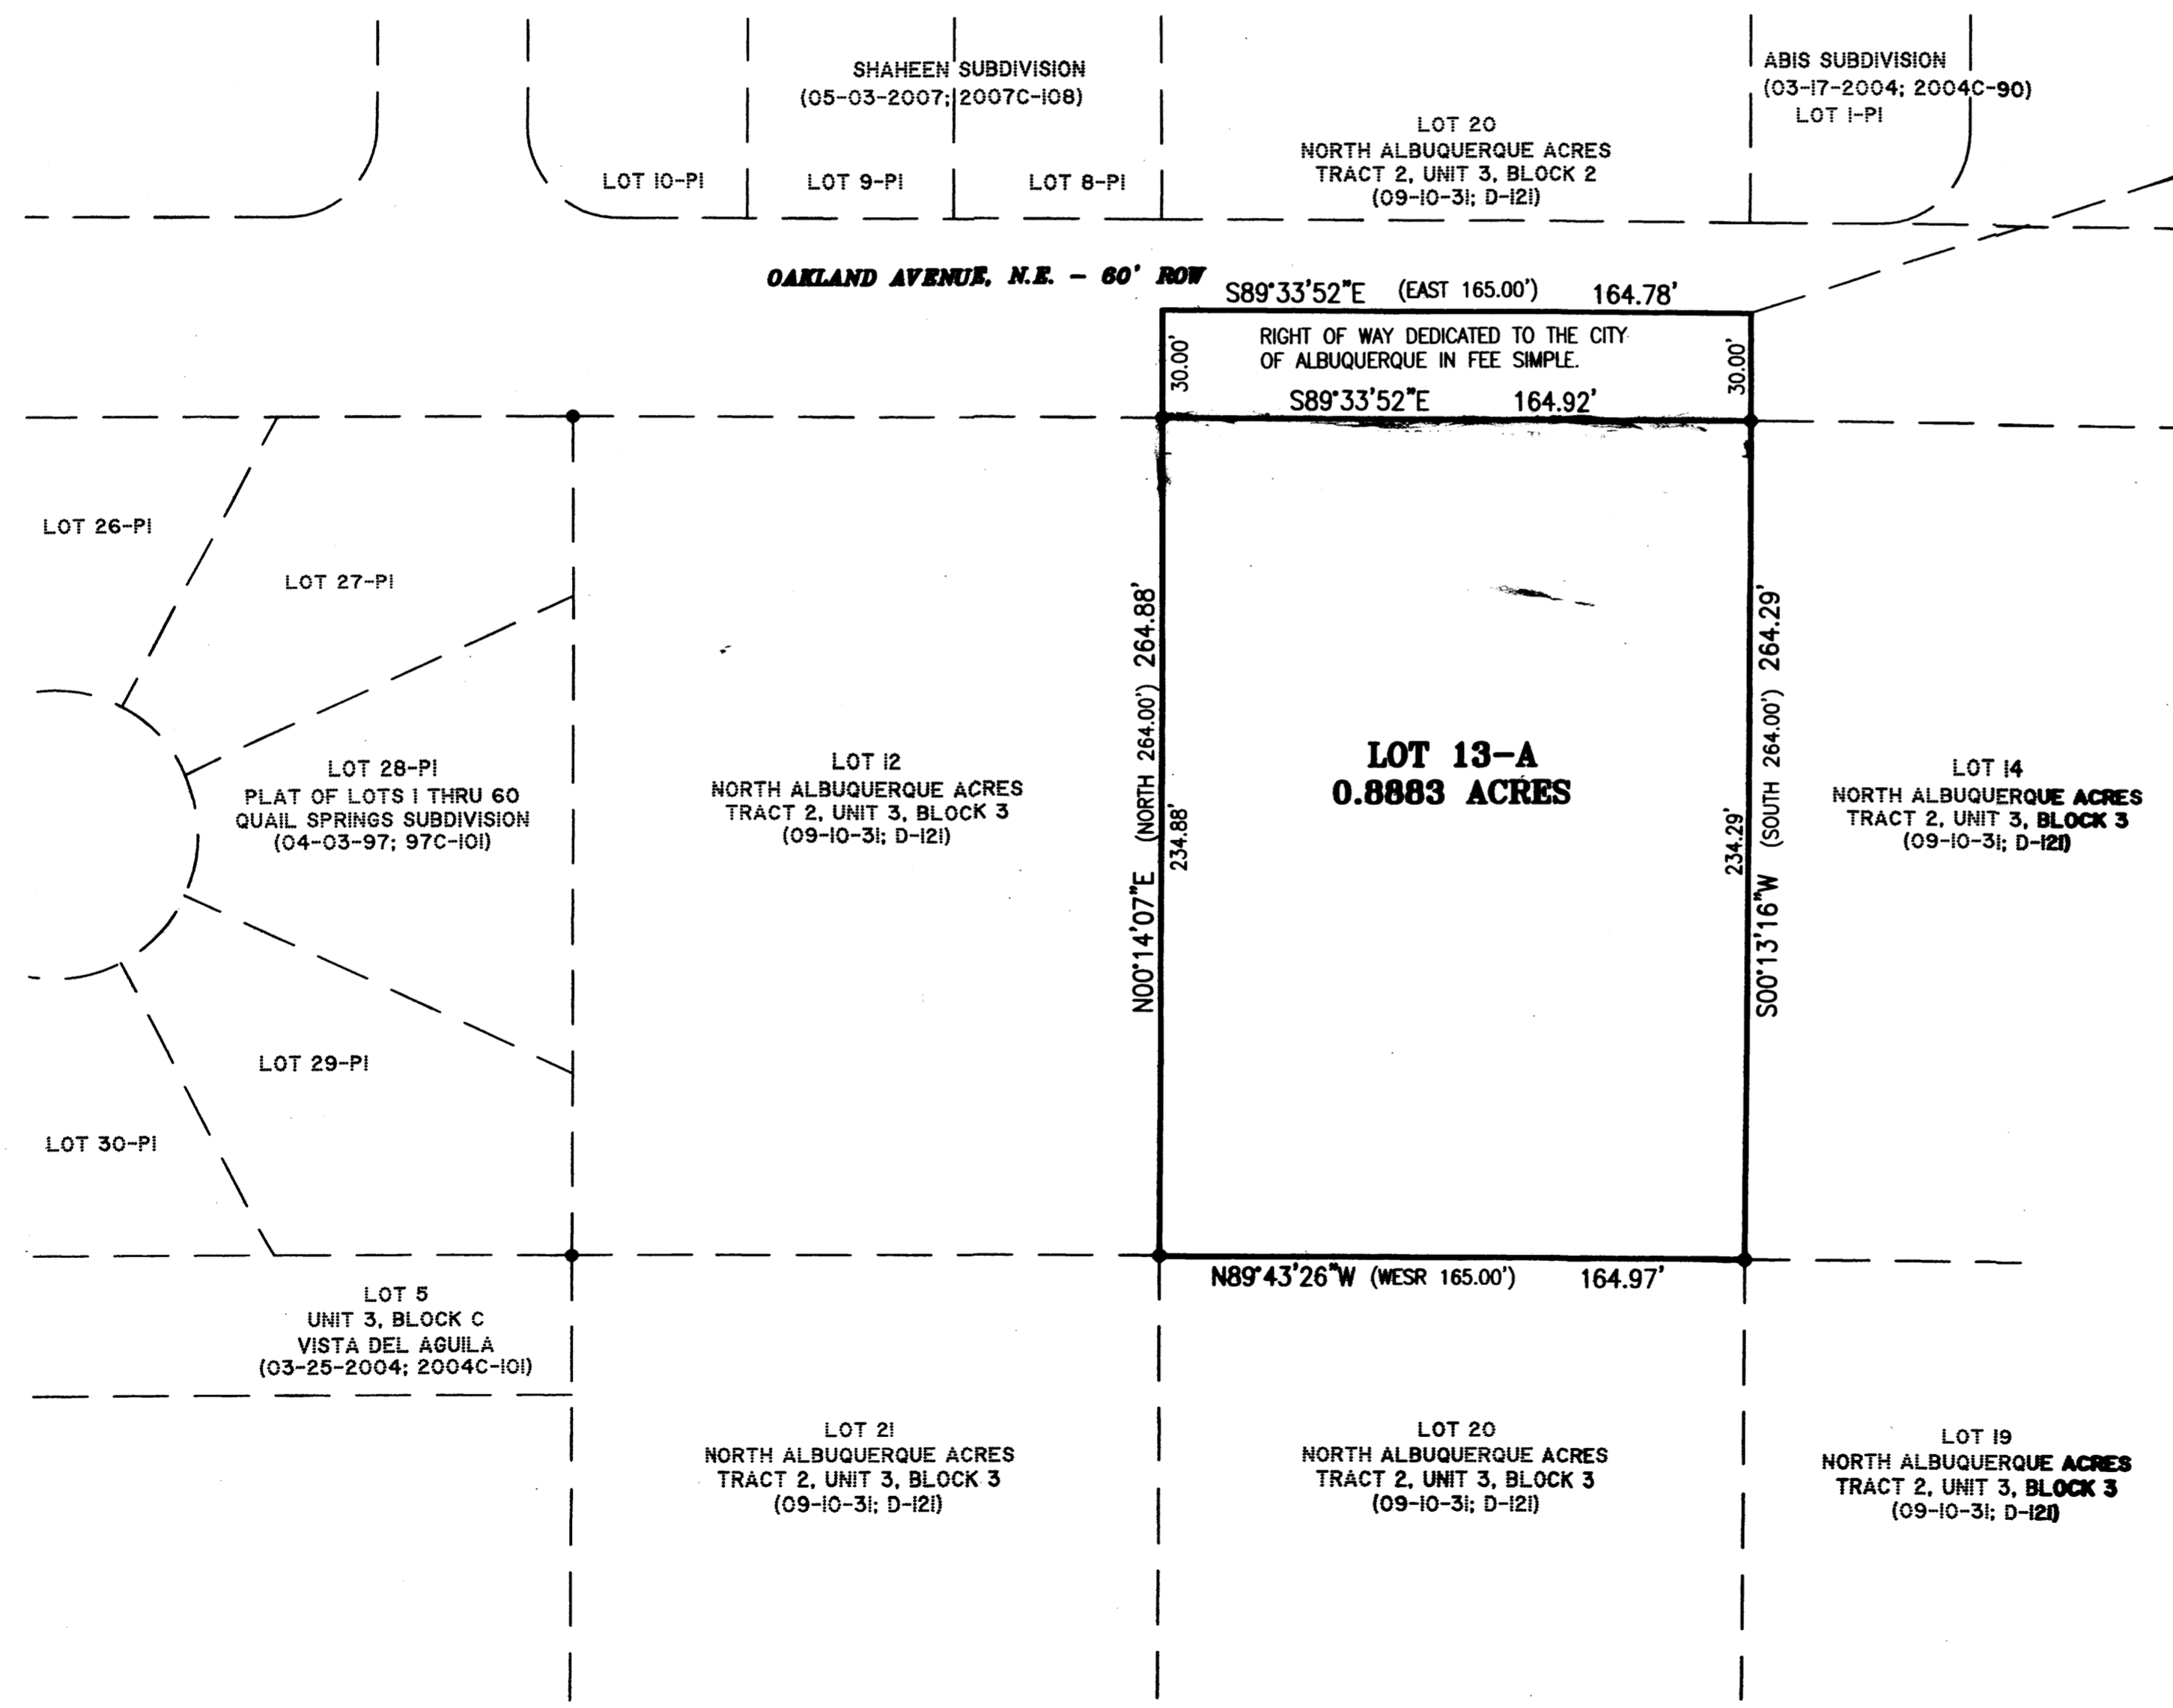 SHAHEEN SUBDIVISION
(05-03-2007; 2007C-108)
ABIS SUBDIVISION
(03-17-2004; 2004C-90)
LOT 1-P1
LOT 20
NORTH ALBUQUERQUE ACRES
TRACT 2, UNIT 3, BLOCK 2
(09-10-31; D-121)
LOT 10-P1
LOT 9-P1
LOT 8-P1
OAKLAND AVENUE, N.E. - 60' ROW
S89°33'52"E (EAST 165.00') 164.78'
RIGHT OF WAY DEDICATED TO THE CITY
OF ALBUQUERQUE IN FEE SIMPLE.
30.00'
30.00'
S89°33'52"E 164.92'
LOT 26-P1
LOT 27-P1
LOT 28-P1
PLAT OF LOTS 1 THRU 60
QUAIL SPRINGS SUBDIVISION
(04-03-97; 97C-101)
LOT 12
NORTH ALBUQUERQUE ACRES
TRACT 2, UNIT 3, BLOCK 3
(09-10-31; D-121)
N00°14'07"E (NORTH 264.00') 264.88'
234.88'
LOT 13-A
0.8883 ACRES
234.29'
S00°13'16"W (SOUTH 264.00') 264.29'
LOT 14
NORTH ALBUQUERQUE ACRES
TRACT 2, UNIT 3, BLOCK 3
(09-10-31; D-121)
LOT 29-P1
LOT 30-P1
N89°43'26"W (WESR 165.00') 164.97'
LOT 5
UNIT 3, BLOCK C
VISTA DEL AGUILA
(03-25-2004; 2004C-101)
LOT 21
NORTH ALBUQUERQUE ACRES
TRACT 2, UNIT 3, BLOCK 3
(09-10-31; D-121)
LOT 20
NORTH ALBUQUERQUE ACRES
TRACT 2, UNIT 3, BLOCK 3
(09-10-31; D-121)
LOT 19
NORTH ALBUQUERQUE ACRES
TRACT 2, UNIT 3, BLOCK 3
(09-10-31; D-121)